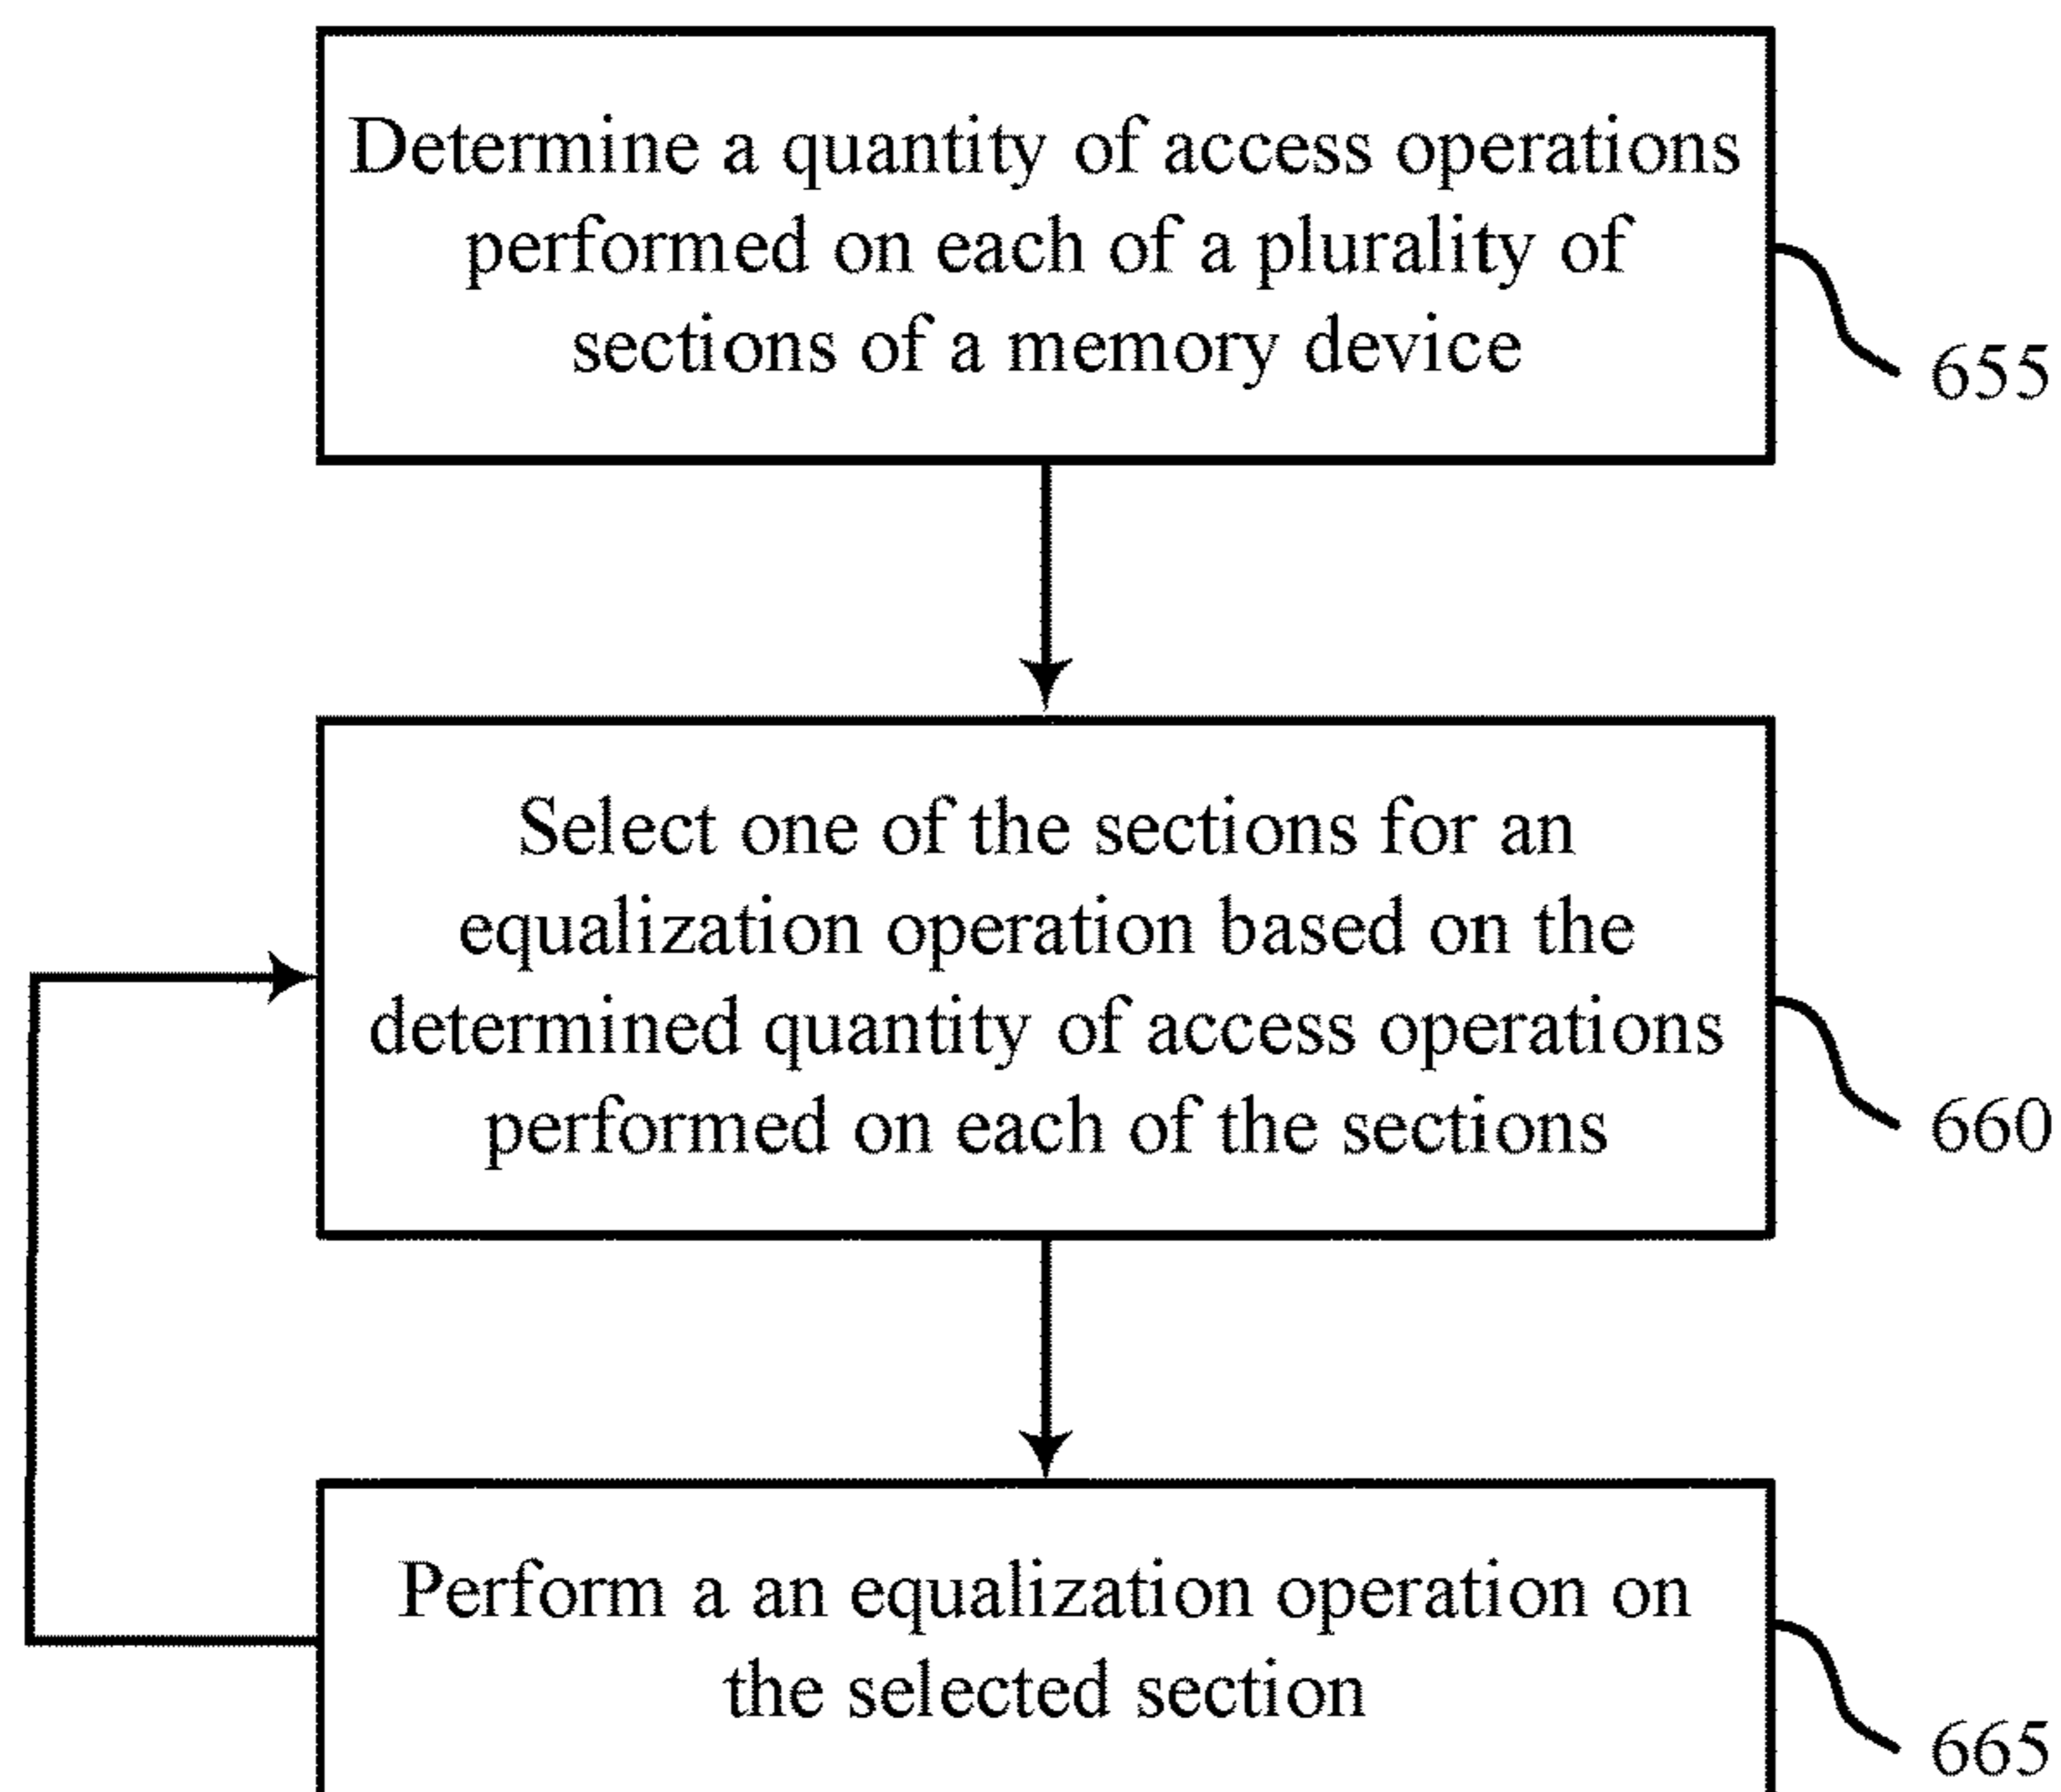 Determine a quantity of access operations
performed on each of a plurality of
sections of a memory device
655
Select one of the sections for an
equalization operation based on the
determined quantity of access operations
performed on each of the sections
660
Perform a an equalization operation on
the selected section
665